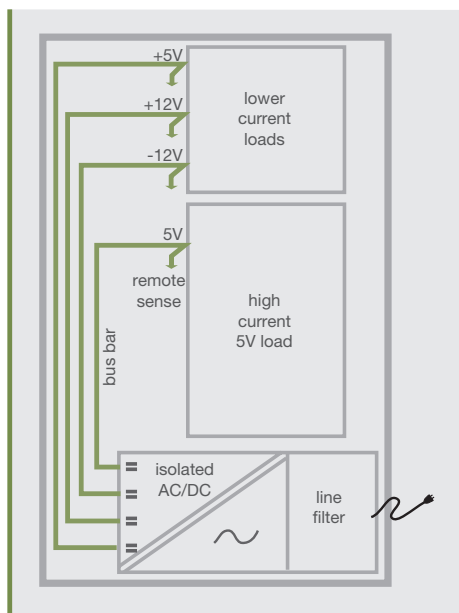 +5V
+12V
-12V
lower
current
loads
5V
remote
sense
bus bar
high
current
5V load
isolated
AC/DC
line
filter